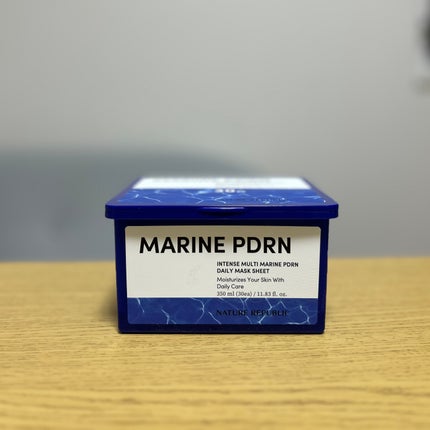 MARINE PDRN
INTENSE MULTI MARINE PDRN
DAILY MASK SHEET
Moisturizes Your Skin With
Daily Care
350 ml (30ea) / 11.83 fl. oz.
NATURE REPUBLIC